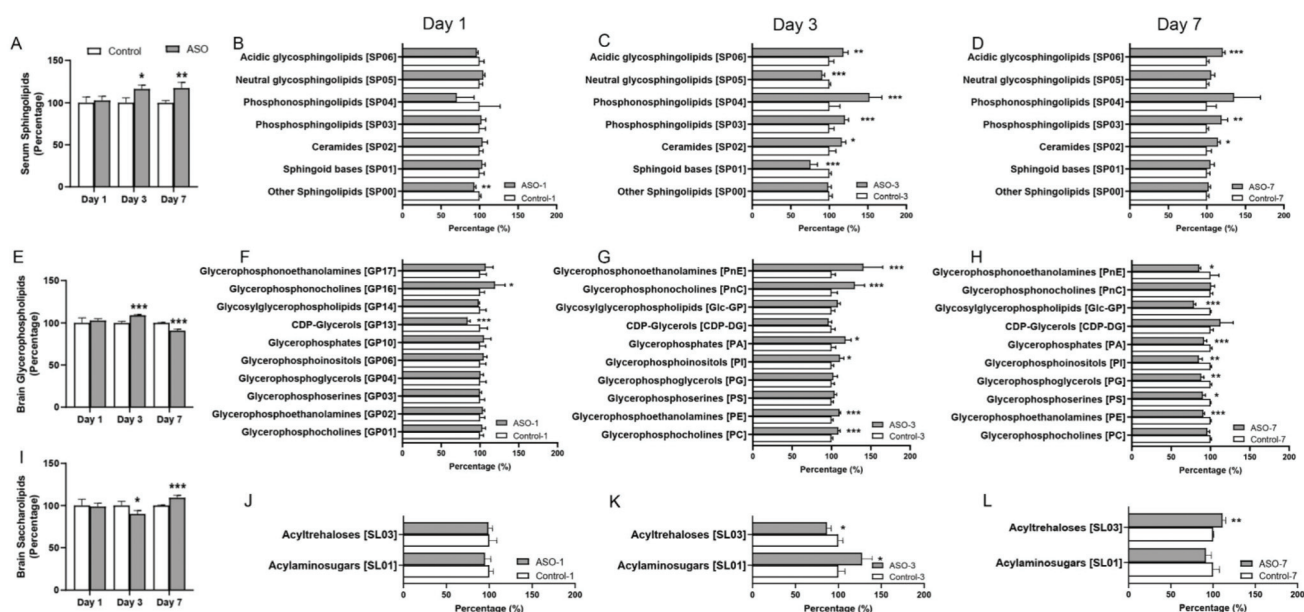 Day 1
Day 3
Day 7
A
Control
ASO
Serum Sphingolipids
(Percentage)
150
100
50
0
*
**
Day 1
Day 3
Day 7
B
Acidic glycosphingolipids [SP06]
Neutral glycosphingolipids [SP05]
Phosphonosphingolipids [SP04]
Phosphosphingolipids [SP03]
Ceramides [SP02]
Sphingoid bases [SP01]
Other Sphingolipids [SP00]
**
ASO-1
Control-1
0 50 100 150 200
Percentage (%)
C
Acidic glycosphingolipids [SP06]
Neutral glycosphingolipids [SP05]
Phosphonosphingolipids [SP04]
Phosphosphingolipids [SP03]
Ceramides [SP02]
Sphingoid bases [SP01]
Other Sphingolipids [SP00]
**
***
***
***
*
***
ASO-3
Control-3
0 50 100 150 200
Percentage (%)
D
Acidic glycosphingolipids [SP06]
Neutral glycosphingolipids [SP05]
Phosphonosphingolipids [SP04]
Phosphosphingolipids [SP03]
Ceramides [SP02]
Sphingoid bases [SP01]
Other Sphingolipids [SP00]
***
**
*
ASO-7
Control-7
0 50 100 150 200
Percentage (%)
E
Brain Glycerophospholipids
(Percentage)
150
100
50
0
***
***
Day 1
Day 3
Day 7
F
Glycerophosphonoethanolamines [GP17]
Glycerophosphonocholines [GP16]
Glycosylglycerophospholipids [GP14]
CDP-Glycerols [GP13]
Glycerophosphates [GP10]
Glycerophosphoinositols [GP06]
Glycerophosphoglycerols [GP04]
Glycerophosphoserines [GP03]
Glycerophosphoethanolamines [GP02]
Glycerophosphocholines [GP01]
*
***
ASO-1
Control-1
0 50 100 150 200
Percentage (%)
G
Glycerophosphonoethanolamines [PnE]
Glycerophosphonocholines [PnC]
Glycosylglycerophospholipids [Glc-GP]
CDP-Glycerols [CDP-DG]
Glycerophosphates [PA]
Glycerophosphoinositols [PI]
Glycerophosphoglycerols [PG]
Glycerophosphoserines [PS]
Glycerophosphoethanolamines [PE]
Glycerophosphocholines [PC]
***
***
*
*
***
***
ASO-3
Control-3
0 50 100 150 200
Percentage (%)
H
Glycerophosphonoethanolamines [PnE]
Glycerophosphonocholines [PnC]
Glycosylglycerophospholipids [Glc-GP]
CDP-Glycerols [CDP-DG]
Glycerophosphates [PA]
Glycerophosphoinositols [PI]
Glycerophosphoglycerols [PG]
Glycerophosphoserines [PS]
Glycerophosphoethanolamines [PE]
Glycerophosphocholines [PC]
*
***
***
**
**
*
***
ASO-7
Control-7
0 50 100 150 200
Percentage (%)
I
Brain Saccharolipids
(Percentage)
150
100
50
0
*
***
Day 1
Day 3
Day 7
J
Acyltrehaloses [SL03]
Acylaminosugars [SL01]
ASO-1
Control-1
0 50 100 150 200
Percentage (%)
K
Acyltrehaloses [SL03]
Acylaminosugars [SL01]
*
*
ASO-3
Control-3
0 50 100 150 200
Percentage (%)
L
Acyltrehaloses [SL03]
Acylaminosugars [SL01]
**
ASO-7
Control-7
0 50 100 150 200
Percentage (%)